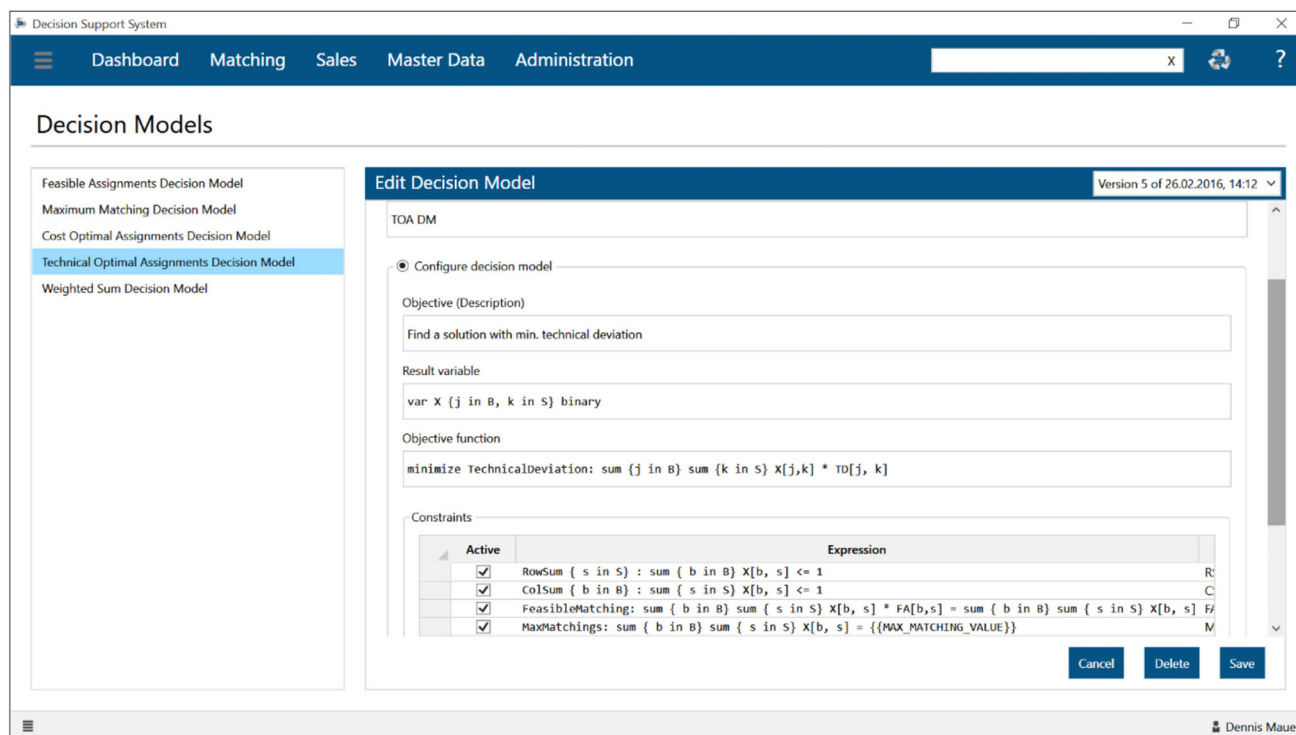 Decision Support System
Dashboard Matching Sales Master Data Administration X ?
Decision Models
Feasible Assignments Decision Model
Maximum Matching Decision Model
Cost Optimal Assignments Decision Model
Technical Optimal Assignments Decision Model
Weighted Sum Decision Model
Edit Decision Model Version 5 of 26.02.2016, 14:12
TOA DM
Configure decision model
Objective (Description)
Find a solution with min. technical deviation
Result variable
var X {j in B, k in S} binary
Objective function
minimize TechnicalDeviation: sum {j in B} sum {k in S} X[j,k] * TD[j, k]
Constraints
Active Expression
RowSum { s in S} : sum { b in B} X[b, s] <= 1
ColSum { b in B} : sum { s in S} X[b, s] <= 1
FeasibleMatching: sum { b in B} sum { s in S} X[b, s] * FA[b,s] = sum { b in B} sum { s in S} X[b, s] FA
MaxMatchings: sum { b in B} sum { s in S} X[b, s] = {{MAX_MATCHING_VALUE}}
Cancel Delete Save
Dennis Maue